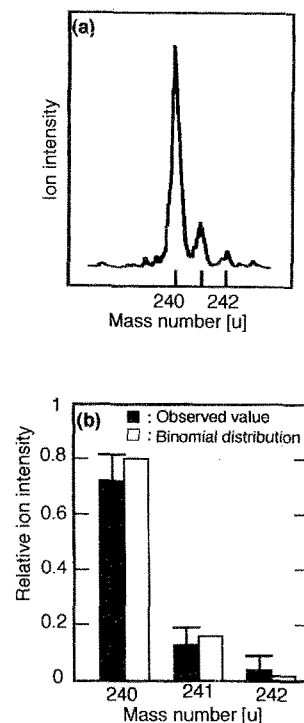 (a)
Ion intensity
240 242
Mass number [u]
(b)
■ : Observed value
□ : Binomial distribution
Relative ion intensity
1
0.8
0.6
0.4
0.2
0
240 241 242
Mass number [u]